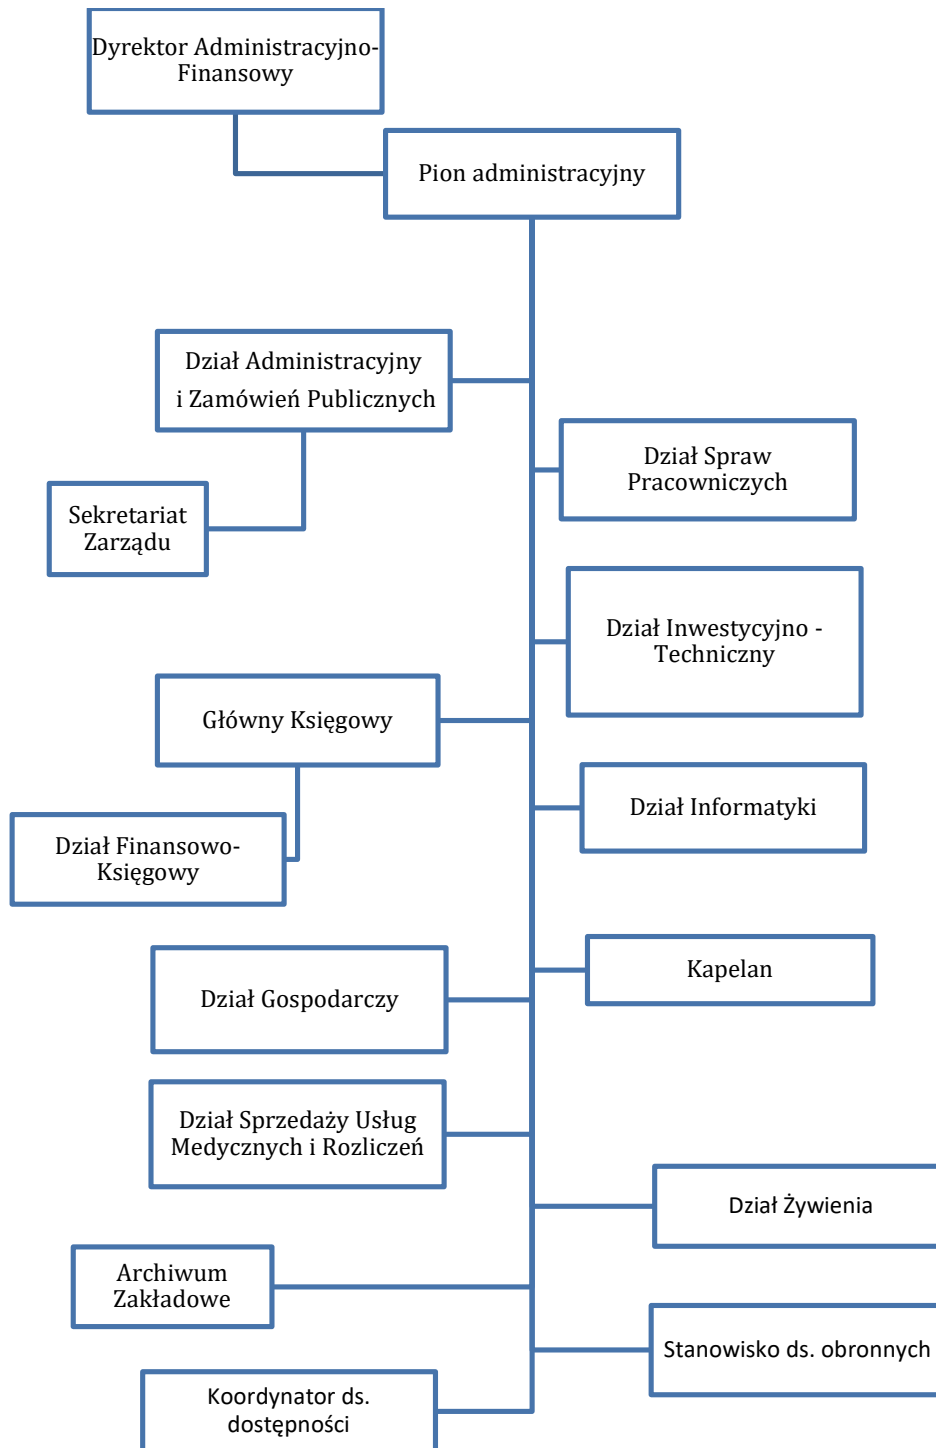 Dyrektor Administracyjno-
Finansowy
Pion administracyjny
Dział Administracyjny
i Zamówień Publicznych
Dział Spraw
Pracowniczych
Sekretariat
Zarządu
Dział Inwestycyjno -
Techniczny
Główny Księgowy
Dział Informatyki
Dział Finansowo-
Księgowy
Kapelan
Dział Gospodarczy
Dział Sprzedaży Usług
Medycznych i Rozliczeń
Dział Żywienia
Archiwum
Zakładowe
Stanowisko ds. obronnych
Koordynator ds.
dostępności